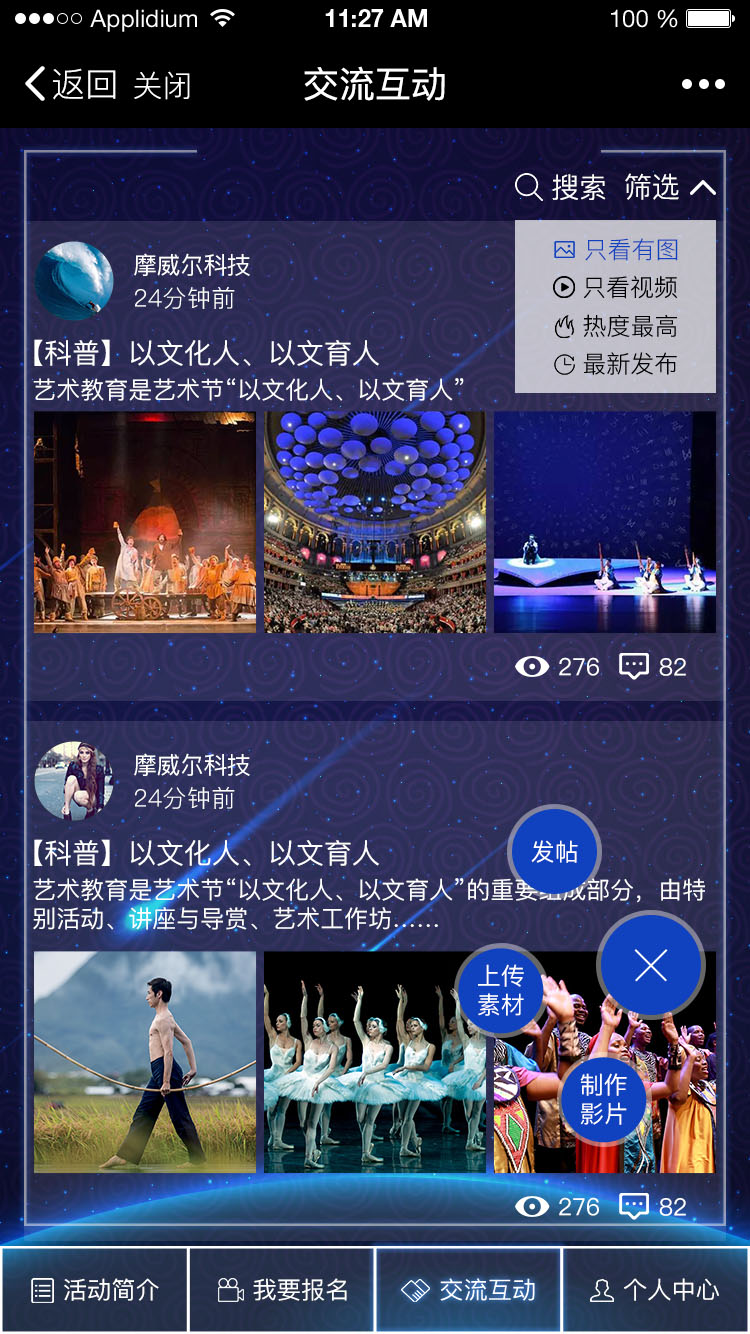 Applidium 11:27 AM 100 %
返回 关闭 交流互动
搜索 筛选
只看有图
只看视频
热度最高
最新发布
摩威尔科技
24分钟前
【科普】以文化人、以文育人
艺术教育是艺术节“以文化人、以文育人”
276 82
摩威尔科技
24分钟前
【科普】以文化人、以文育人
发帖
艺术教育是艺术节“以文化人、以文育人”的重要组成部分，由特
别活动、讲座与导赏、艺术工作坊......
上传
素材
制作
影片
276 82
活动简介 我要报名 交流互动 个人中心